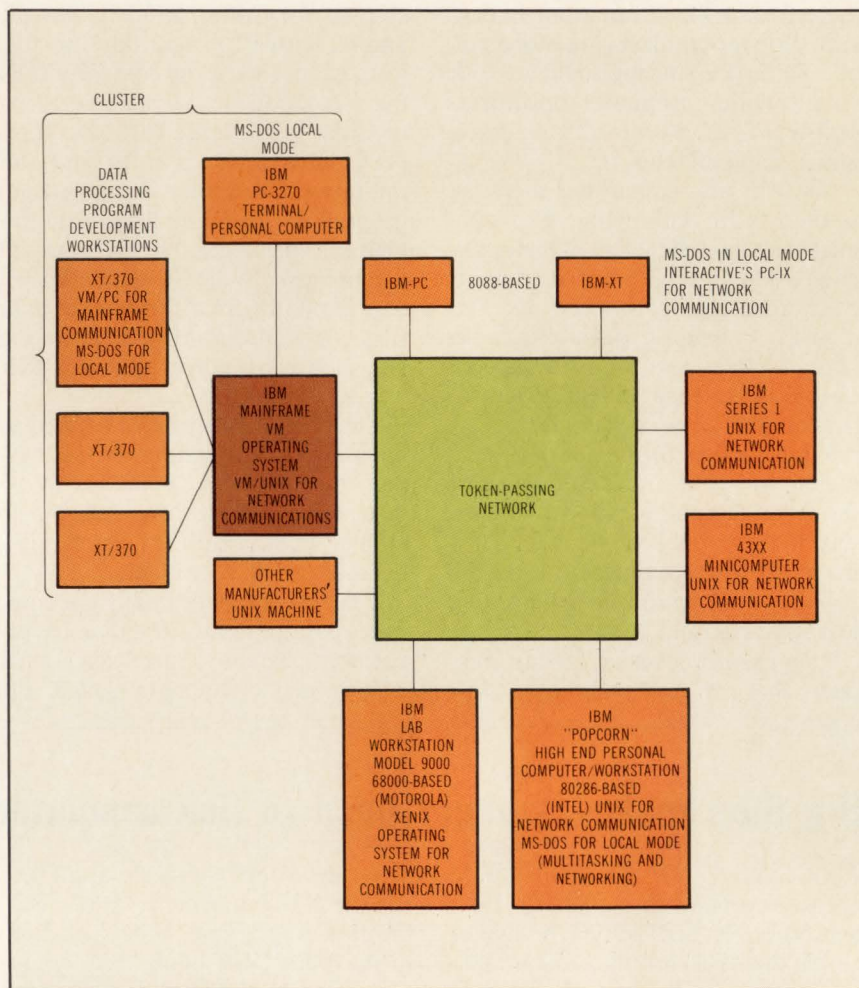 CLUSTER
MS-DOS LOCAL
MODE
IBM
PC-3270
TERMINAL/
PERSONAL COMPUTER
DATA
PROCESSING
PROGRAM
DEVELOPMENT
WORKSTATIONS
XT/370
VM/PC FOR
MAINFRAME
COMMUNICATION
MS-DOS FOR
LOCAL MODE
XT/370
XT/370
IBM
MAINFRAME
VM
OPERATING
SYSTEM
VM/UNIX FOR
NETWORK
COMMUNICATIONS
OTHER
MANUFACTURERS'
UNIX MACHINE
IBM-PC
8088-BASED
IBM-XT
MS-DOS IN LOCAL MODE
INTERACTIVE'S PC-IX
FOR NETWORK
COMMUNICATION
TOKEN-PASSING
NETWORK
IBM
SERIES 1
UNIX FOR
NETWORK
COMMUNICATION
IBM
43XX
MINICOMPUTER
UNIX FOR NETWORK
COMMUNICATION
IBM
LAB
WORKSTATION
MODEL 9000
68000-BASED
(MOTOROLA)
XENIX
OPERATING
SYSTEM FOR
NETWORK
COMMUNICATION
IBM
"POPCORN"
HIGH END PERSONAL
COMPUTER/WORKSTATION
80286-BASED
(INTEL) UNIX FOR
NETWORK COMMUNICATION
MS-DOS FOR LOCAL MODE
(MULTITASKING AND
NETWORKING)